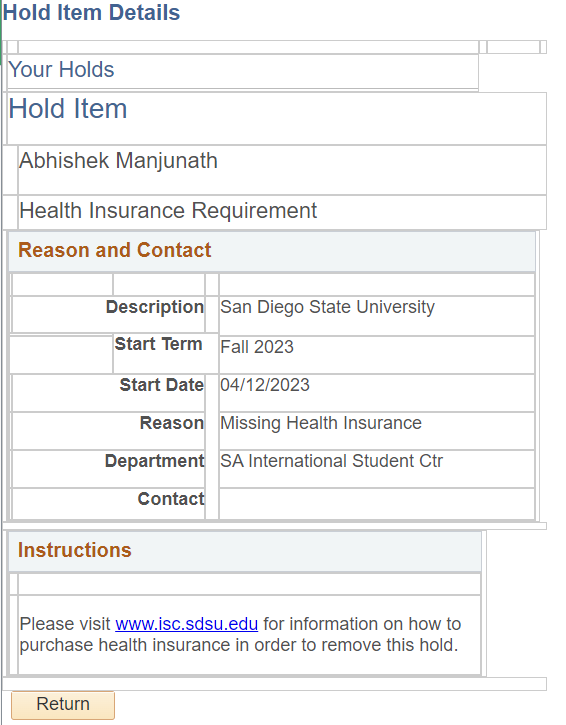 Hold Item Details
Your Holds
Hold Item
Abhishek Manjunath
Health Insurance Requirement
Reason and Contact
Description San Diego State University
Start Term Fall 2023
Start Date 04/12/2023
Reason Missing Health Insurance
Department SA International Student Ctr
Contact
Instructions
Please visit www.isc.sdsu.edu for information on how to
purchase health insurance in order to remove this hold.
Return